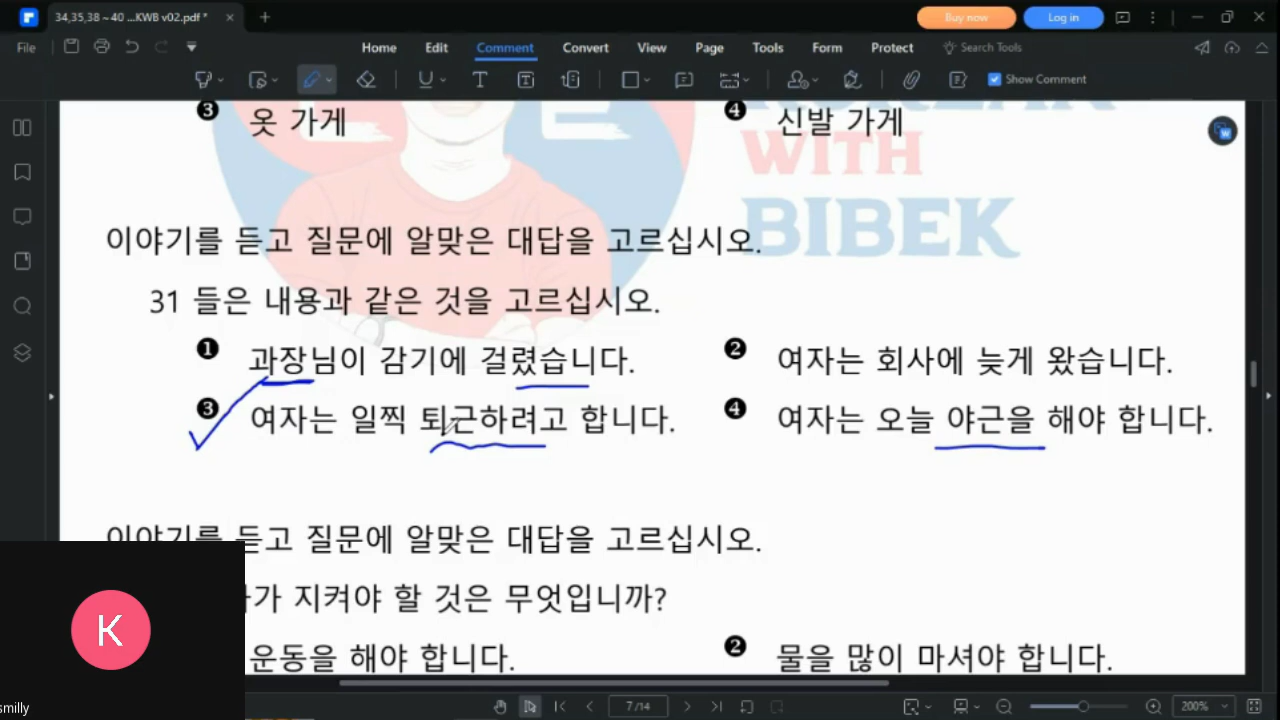 34,35,38 ~ 40 ...KWB v02.pdf *
Buy now
Log in
File
Home
Edit
Comment
Convert
View
Page
Tools
Form
Protect
Search Tools
Show Comment
❸ 옷 가게
❹ 신발 가게
WITH
BIBEK
이야기를 듣고 질문에 알맞은 대답을 고르십시오.
31 들은 내용과 같은 것을 고르십시오.
❶ 과장님이 감기에 걸렸습니다.
❷ 여자는 회사에 늦게 왔습니다.
❸ 여자는 일찍 퇴근하려고 합니다.
❹ 여자는 오늘 야근을 해야 합니다.
이야기를 듣고 질문에 알맞은 대답을 고르십시오.
가 지켜야 할 것은 무엇입니까?
운동을 해야 합니다.
❷ 물을 많이 마셔야 합니다.
K
smilly
7 /14
200%